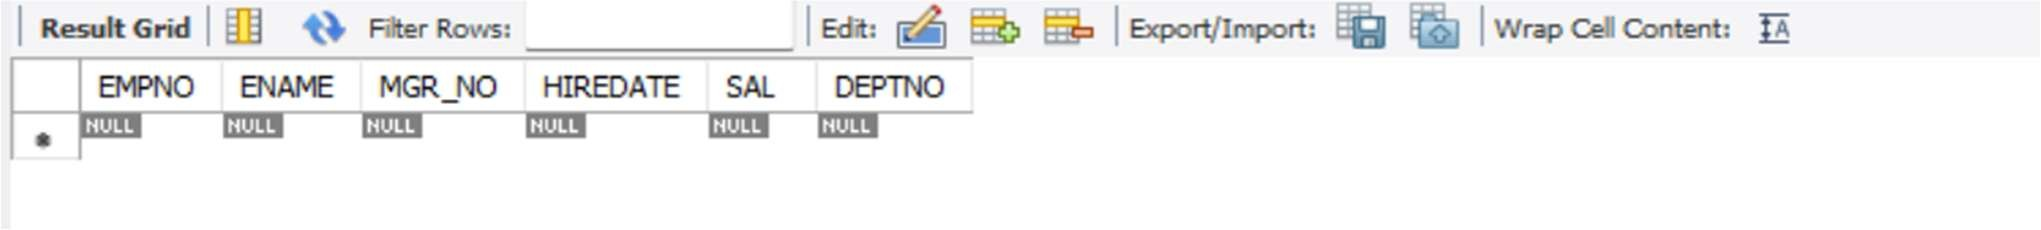 Result Grid Filter Rows: Edit: Export/Import: Wrap Cell Content: A
EMPNO ENAME MGR_NO HIREDATE SAL DEPTNO
* NULL NULL NULL NULL NULL NULL